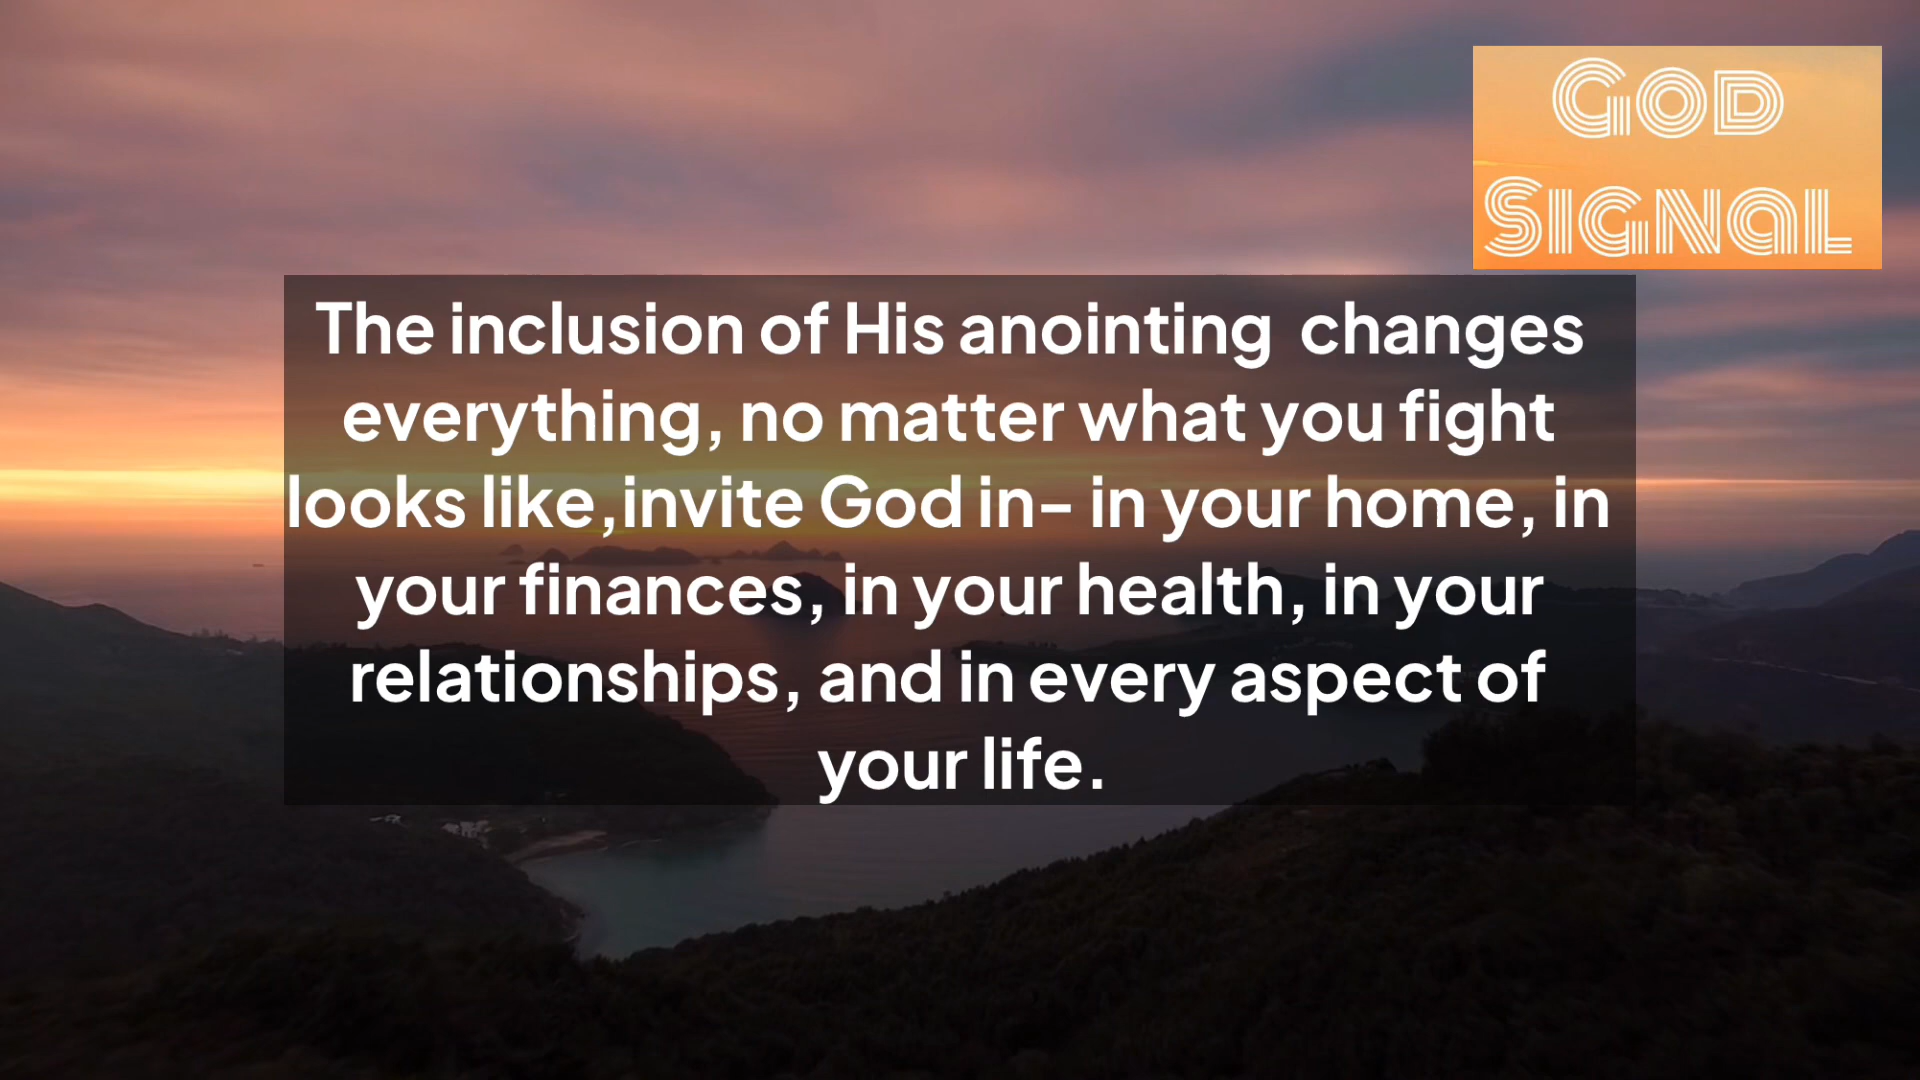 God
Signal
The inclusion of His anointing  changes
everything, no matter what you fight
looks like,invite God in– in your home, in
your finances, in your health, in your
relationships, and in every aspect of
your life.